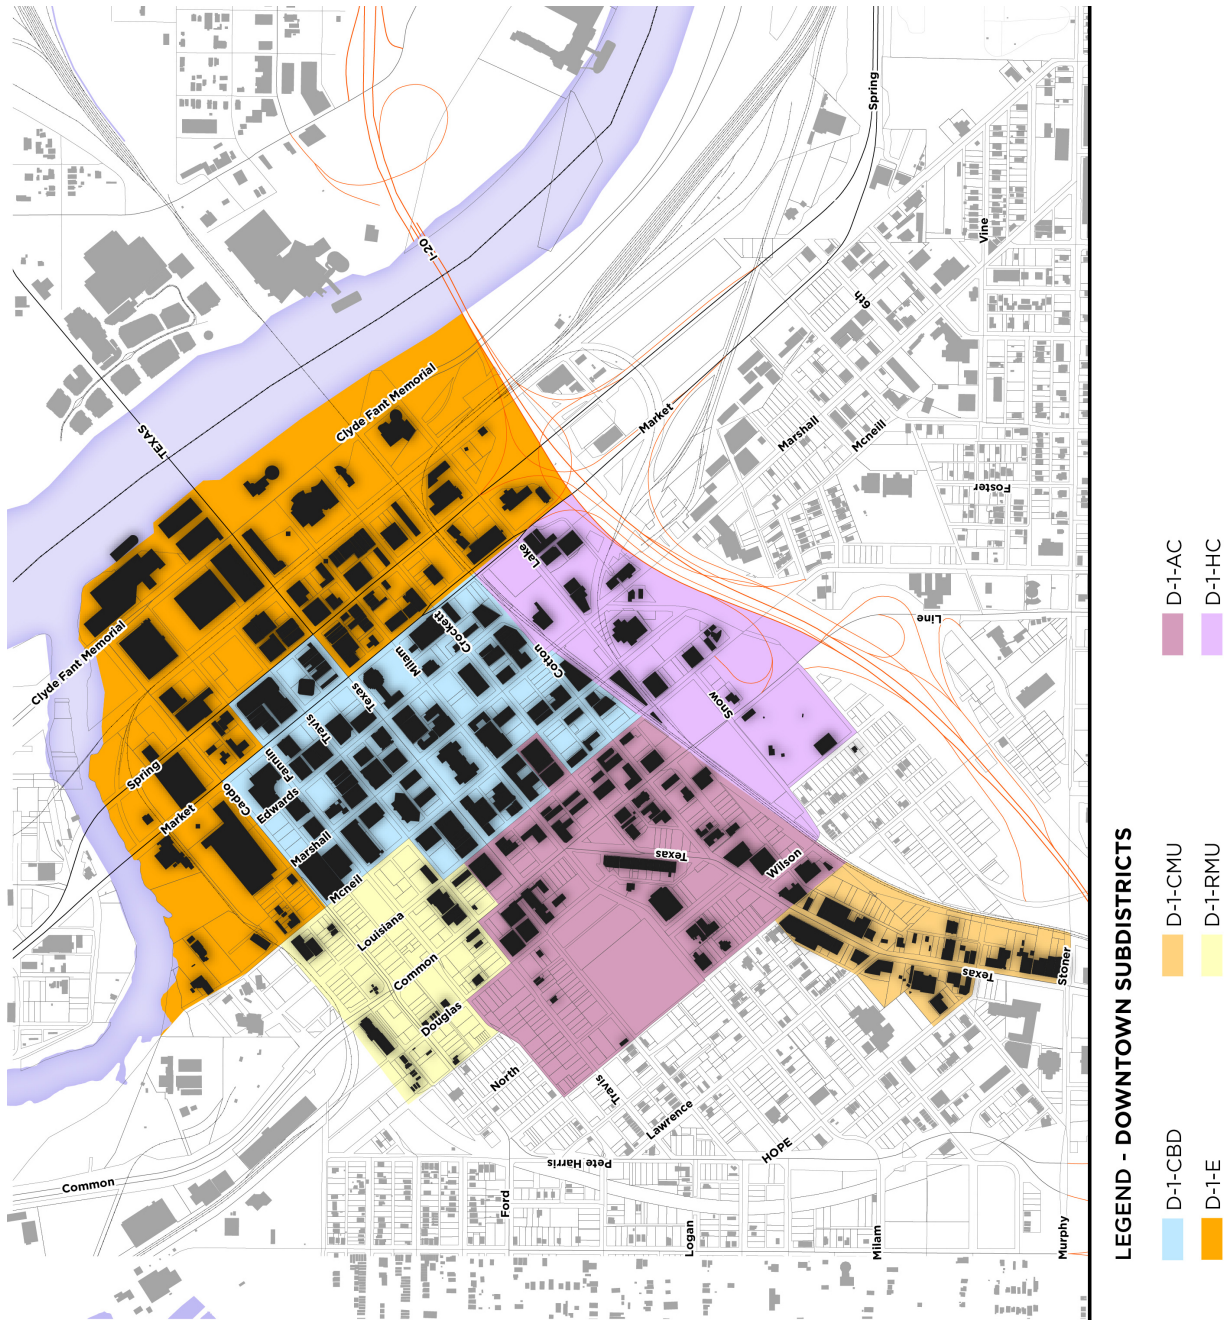 Spring
I-20
Vine
6th
TEXAS
Clyde Fant Memorial
Market
Marshall
Mcneill
Foster
Lake
Clyde Fant Memorial
Crockett
Milam
Cotton
Line
Texas
Travis
Snow
Spring
Fannin
Caddo
Edwards
Market
Marshall
Mcneil
Texas
Wilson
Louisiana
Common
Douglas
Texas
Stoner
North
Travis
Lawrence
HOPE
Pete Harris
Common
Ford
Logan
Milam
Murphy
LEGEND - DOWNTOWN SUBDISTRICTS
D-1-CBD
D-1-CMU
D-1-AC
D-1-E
D-1-RMU
D-1-HC